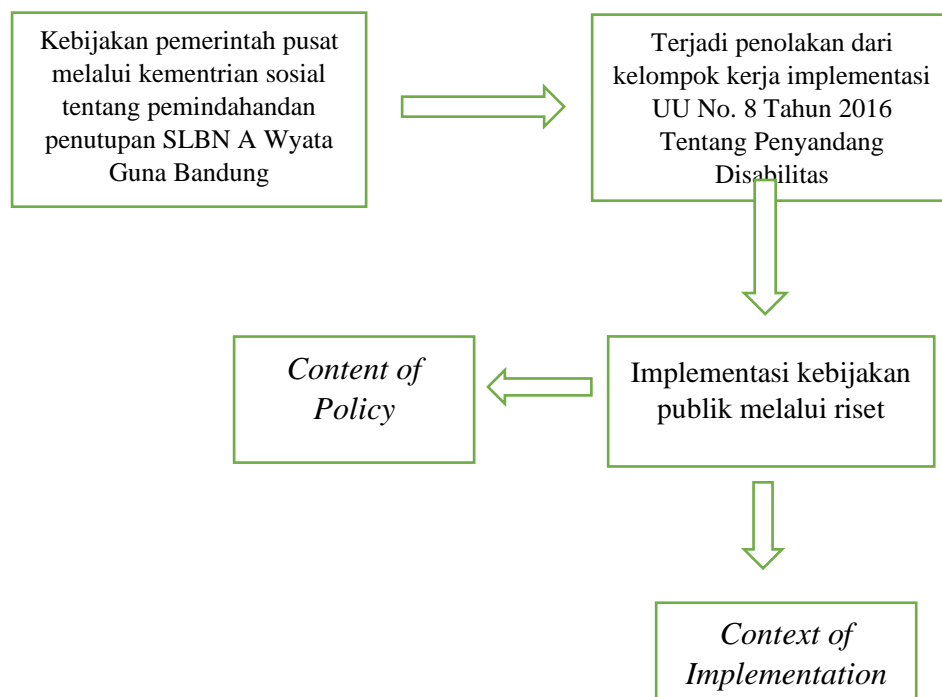 Kebijakan pemerintah pusat
melalui kementrian sosial
tentang pemindahandan
penutupan SLBN A Wyata
Guna Bandung
Terjadi penolakan dari
kelompok kerja implementasi
UU No. 8 Tahun 2016
Tentang Penyandang
Disabilitas
Content of
Policy
Implementasi kebijakan
publik melalui riset
Context of
Implementation